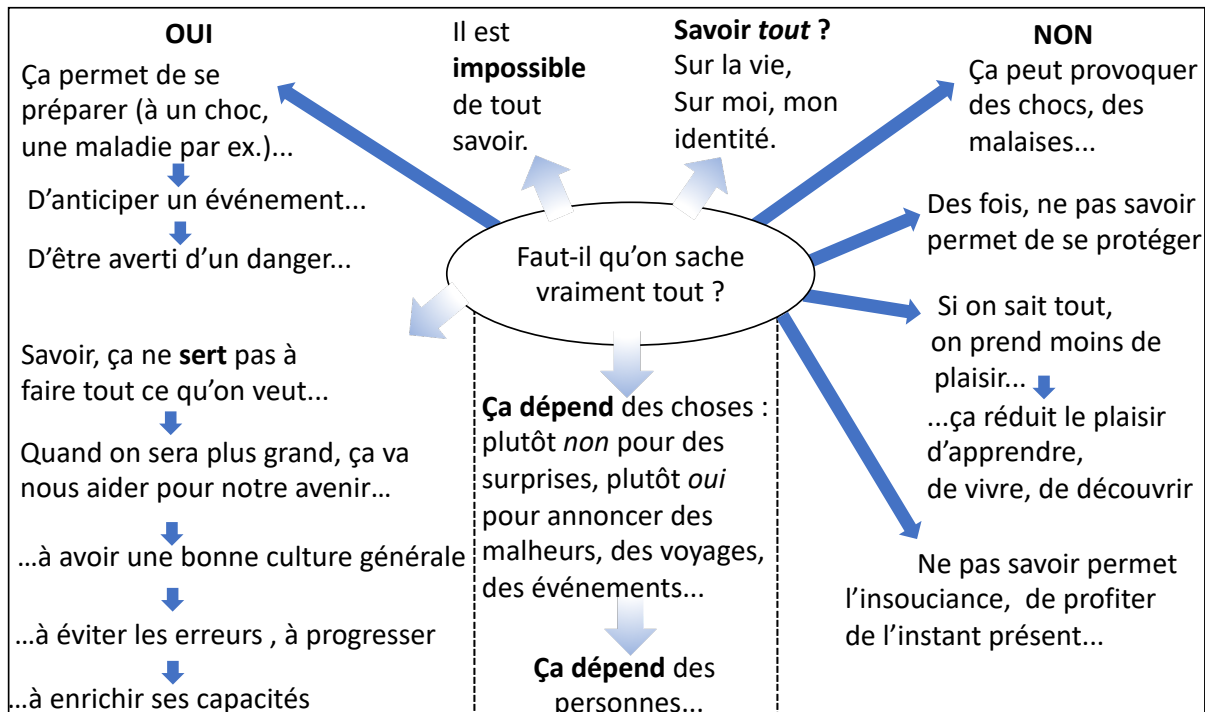 OUI
Ça permet de se
préparer (à un choc,
une maladie par ex.)...
D’anticiper un événement...
D’être averti d’un danger...
Savoir, ça ne sert pas à
faire tout ce qu’on veut...
Quand on sera plus grand, ça va
nous aider pour notre avenir...
...à avoir une bonne culture générale
...à éviter les erreurs , à progresser
...à enrichir ses capacités
Il est
impossible
de tout
savoir.
Savoir tout ?
Sur la vie,
Sur moi, mon
identité.
Faut-il qu’on sache
vraiment tout ?
Ça dépend des choses :
plutôt non pour des
surprises, plutôt oui
pour annoncer des
malheurs, des voyages,
des événements...
Ça dépend des
personnes...
NON
Ça peut provoquer
des chocs, des
malaises...
Des fois, ne pas savoir
permet de se protéger
Si on sait tout,
on prend moins de
plaisir...
...ça réduit le plaisir
d’apprendre,
de vivre, de découvrir
Ne pas savoir permet
l’insouciance, de profiter
de l’instant présent...